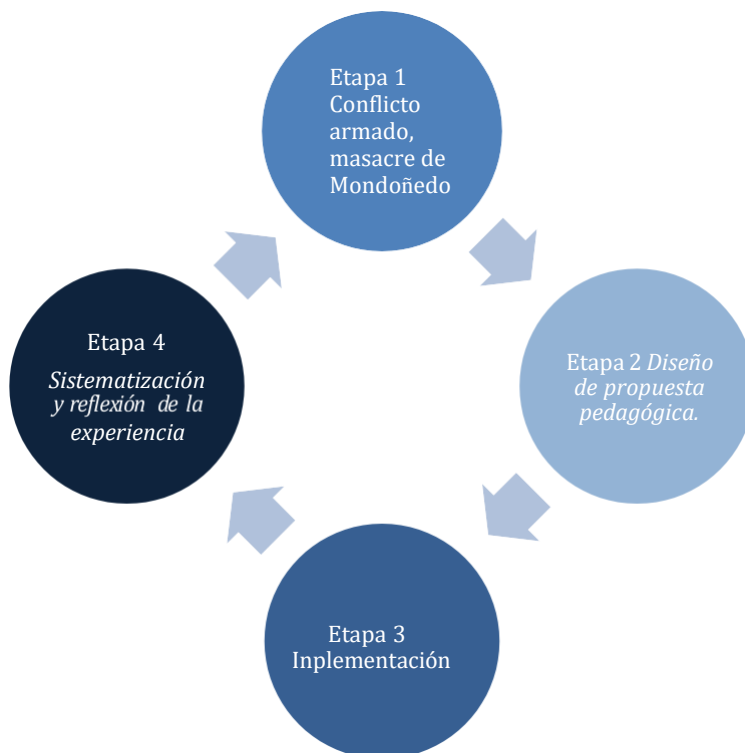 Etapa 1
Conflicto
armado,
masacre de
Mondoñedo
Etapa 2 Diseño
de propuesta
pedagógica.
Etapa 3
Inplementación
Etapa 4
Sistematización
y reflexión de la
experiencia